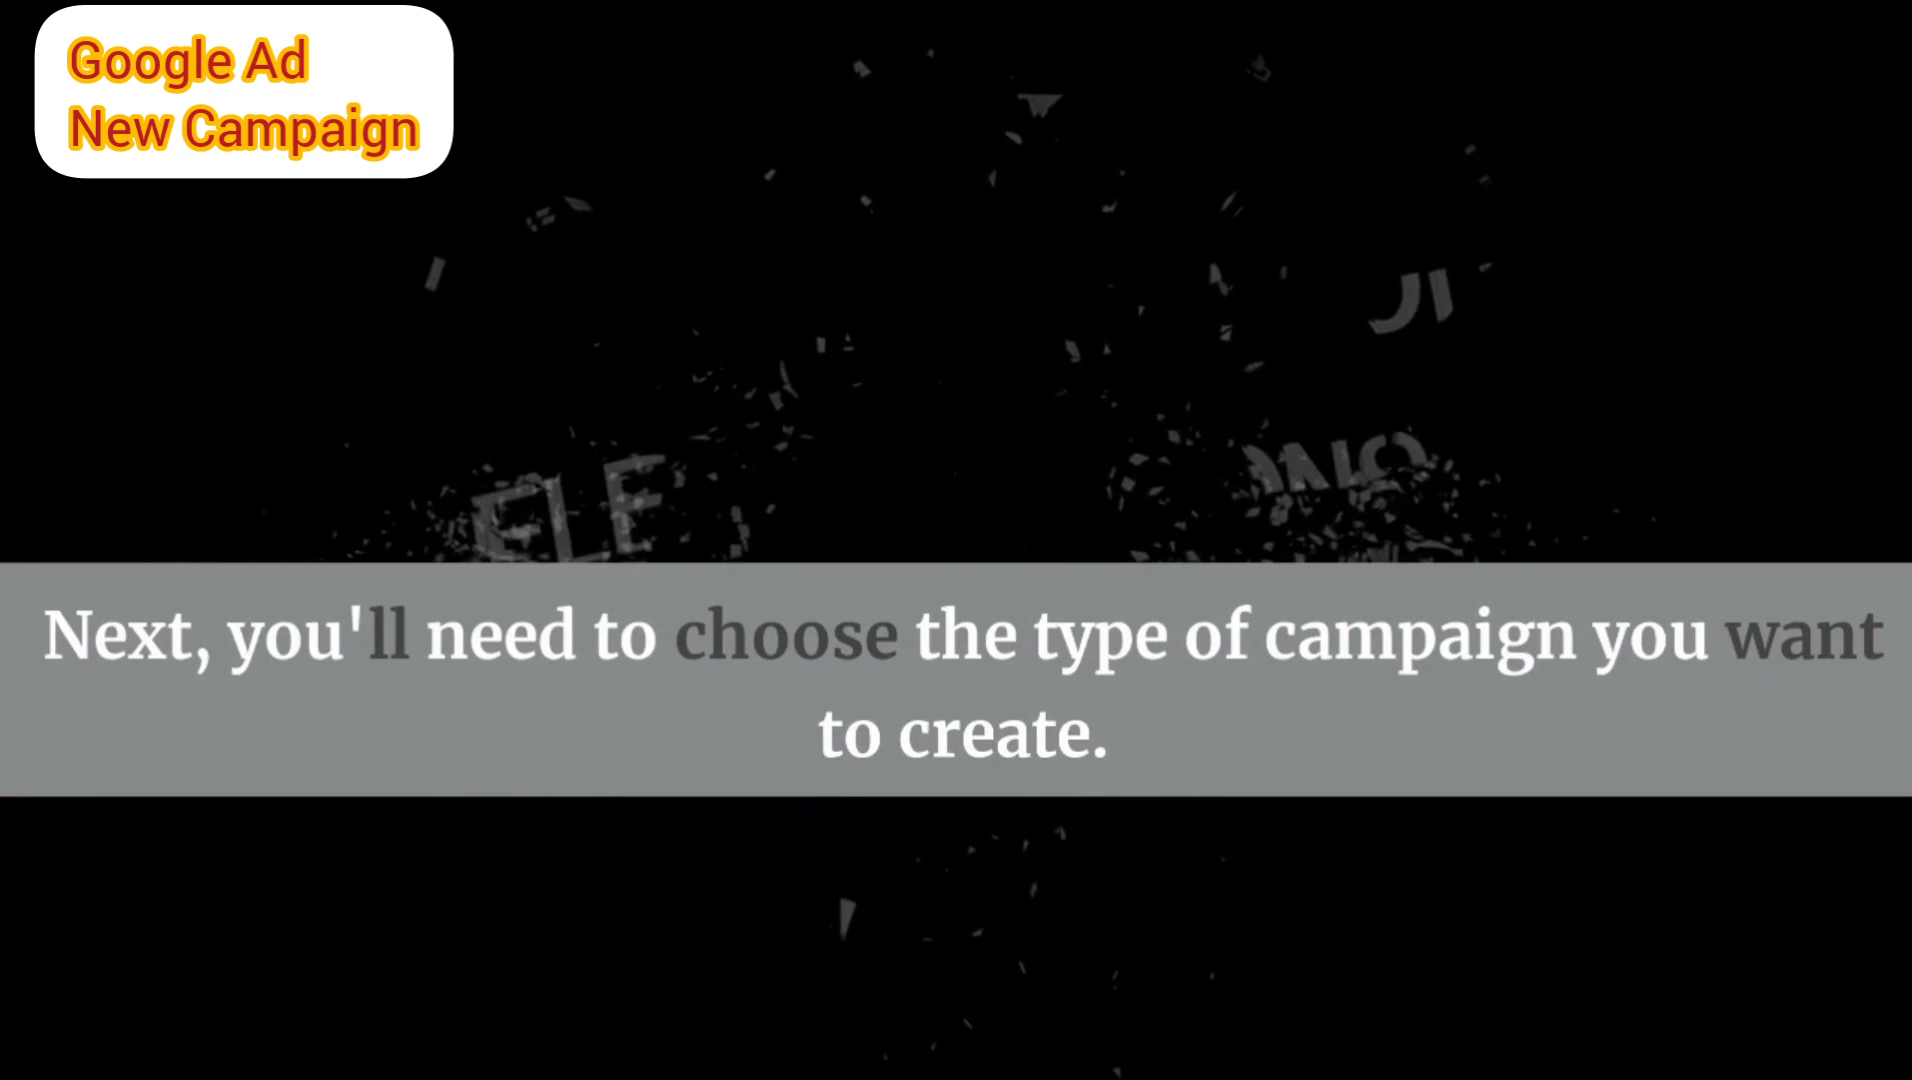 Google Ad
New Campaign
Next, you'll need to choose the type of campaign you want
to create.